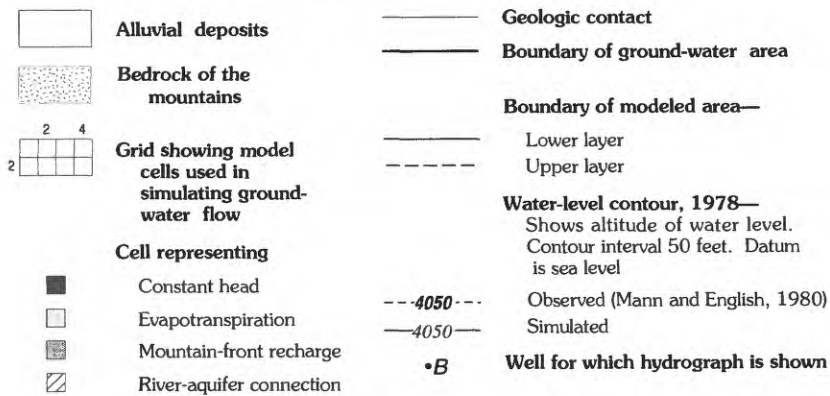 Alluvial deposits
Bedrock of the
mountains
2 4
2
Grid showing model
cells used in
simulating ground-
water flow
Cell representing
Constant head
Evapotranspiration
Mountain-front recharge
River-aquifer connection
Geologic contact
Boundary of ground-water area
Boundary of modeled area—
Lower layer
Upper layer
Water-level contour, 1978—
Shows altitude of water level.
Contour interval 50 feet. Datum
is sea level
---4050--- Observed (Mann and English, 1980)
—4050— Simulated
•B Well for which hydrograph is shown